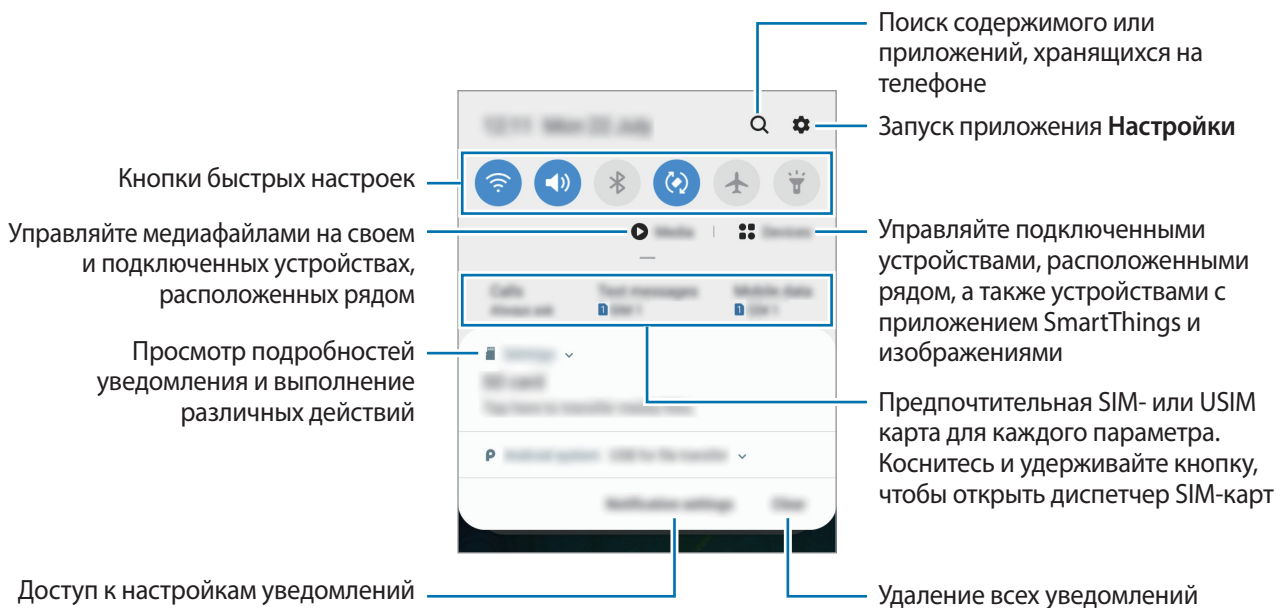 Поиск содержимого или
приложений, хранящихся на
телефоне
Запуск приложения Настройки
Кнопки быстрых настроек
Управляйте медиафайлами на своем
и подключенных устройствах,
расположенных рядом
Управляйте подключенными
устройствами, расположенными
рядом, а также устройствами с
приложением SmartThings и
изображениями
Просмотр подробностей
уведомления и выполнение
различных действий
Предпочтительная SIM- или USIM
карта для каждого параметра.
Коснитесь и удерживайте кнопку,
чтобы открыть диспетчер SIM-карт
Доступ к настройкам уведомлений
Удаление всех уведомлений